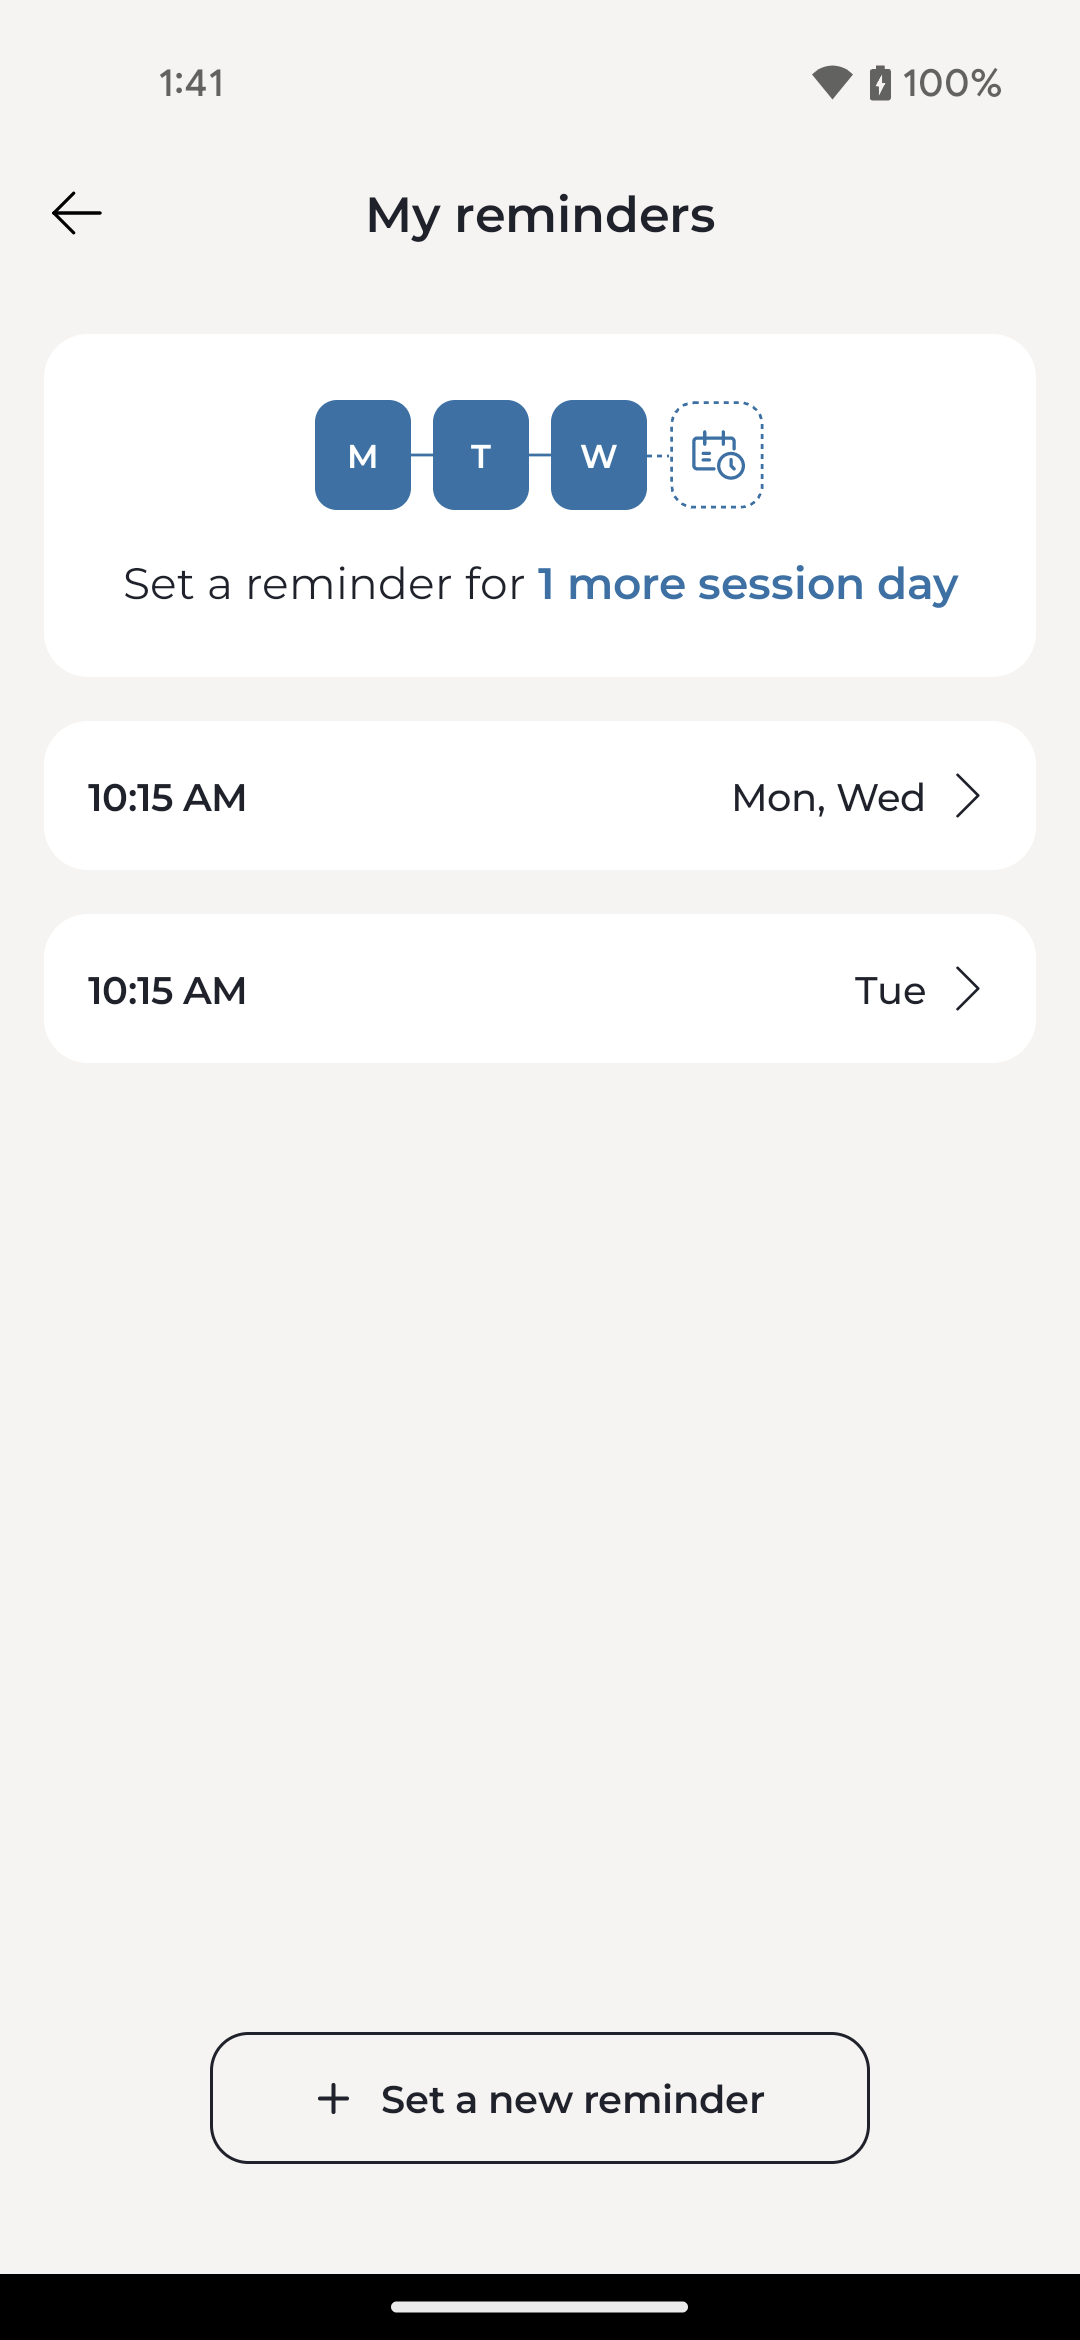 1:41
100%
My reminders
M T W
Set a reminder for 1 more session day
10:15 AM Mon, Wed
10:15 AM Tue
Set a new reminder